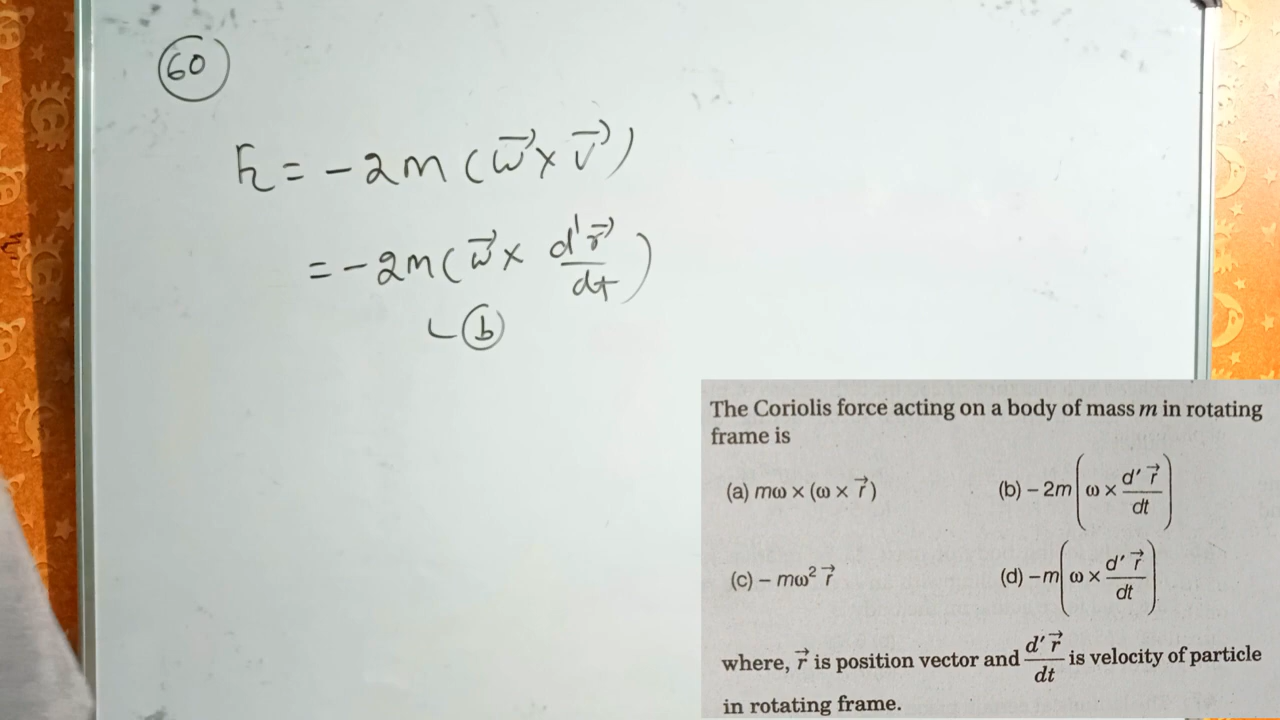 60
F₂ = -2m (ω⃗ × v⃗)
= -2m (ω⃗ × d'r⃗/dt)
(b)
The Coriolis force acting on a body of mass m in rotating
frame is
(a) mω × (ω × r⃗) (b) – 2m(ω × d' r⃗/dt)
(c) – mω² r⃗ (d) –m(ω × d' r⃗/dt)
where, r⃗ is position vector and d' r⃗/dt is velocity of particle
in rotating frame.